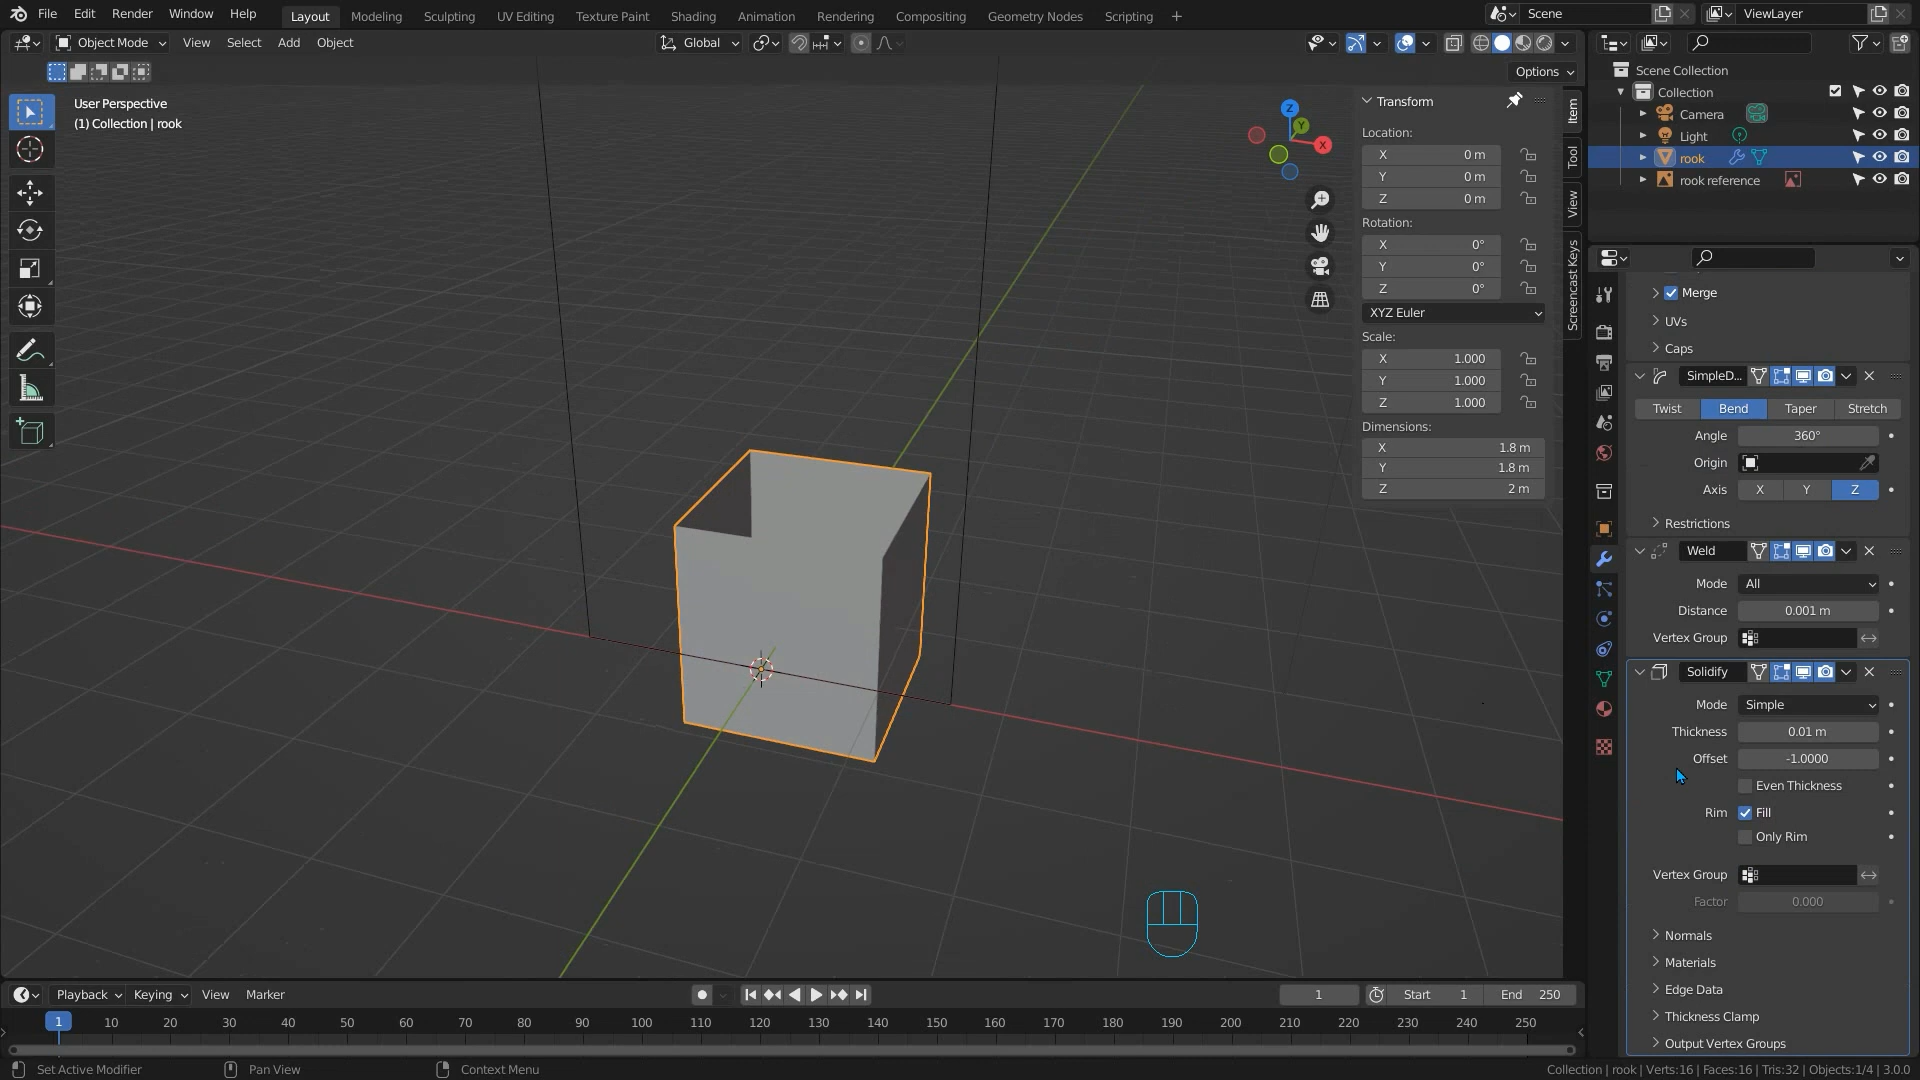 File Edit Render Window Help Layout Modeling Sculpting UV Editing Texture Paint Shading Animation Rendering Compositing Geometry Nodes Scripting + Scene ViewLayer
Object Mode View Select Add Object Global
Options
User Perspective
(1) Collection | rook
Z
Y
X
Transform
Location:
X 0 m
Y 0 m
Z 0 m
Rotation:
X 0°
Y 0°
Z 0°
XYZ Euler
Scale:
X 1.000
Y 1.000
Z 1.000
Dimensions:
X 1.8 m
Y 1.8 m
Z 2 m
Item
Tool
View
Screencast Keys
Scene Collection
Collection
Camera
Light
rook
rook reference
Merge
UVs
Caps
SimpleD...
Twist Bend Taper Stretch
Angle 360°
Origin
Axis X Y Z
Restrictions
Weld
Mode All
Distance 0.001 m
Vertex Group
Solidify
Mode Simple
Thickness 0.01 m
Offset -1.0000
Even Thickness
Rim Fill
Only Rim
Vertex Group
Factor 0.000
Normals
Materials
Edge Data
Thickness Clamp
Output Vertex Groups
Playback Keying View Marker 1 Start 1 End 250
1 10 20 30 40 50 60 70 80 90 100 110 120 130 140 150 160 170 180 190 200 210 220 230 240 250
Set Active Modifier Pan View Context Menu Collection | rook | Verts:16 | Faces:16 | Tris:32 | Objects:1/4 | 3.0.0